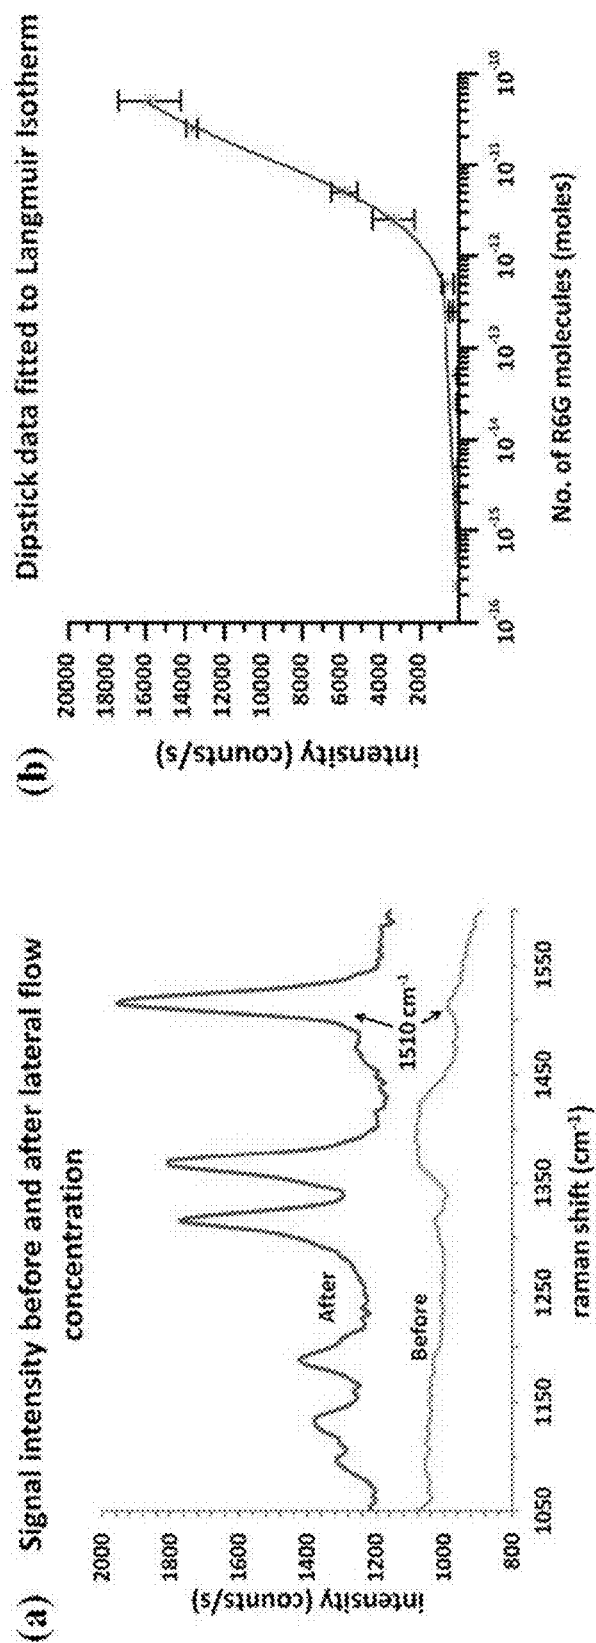 (a) Signal intensity before and after lateral flow
concentration
2000
1800
1600
1400
1200
1000
800
intensity (counts/s)
After
Before
1510 cm-1
1050 1150 1250 1350 1450 1550
raman shift (cm-1)
(b) Dipstick data fitted to Langmuir Isotherm
20000
18000
16000
14000
12000
10000
8000
6000
4000
2000
intensity (counts/s)
10-16 10-15 10-14 10-13 10-12 10-11 10-10
No. of R6G molecules (moles)